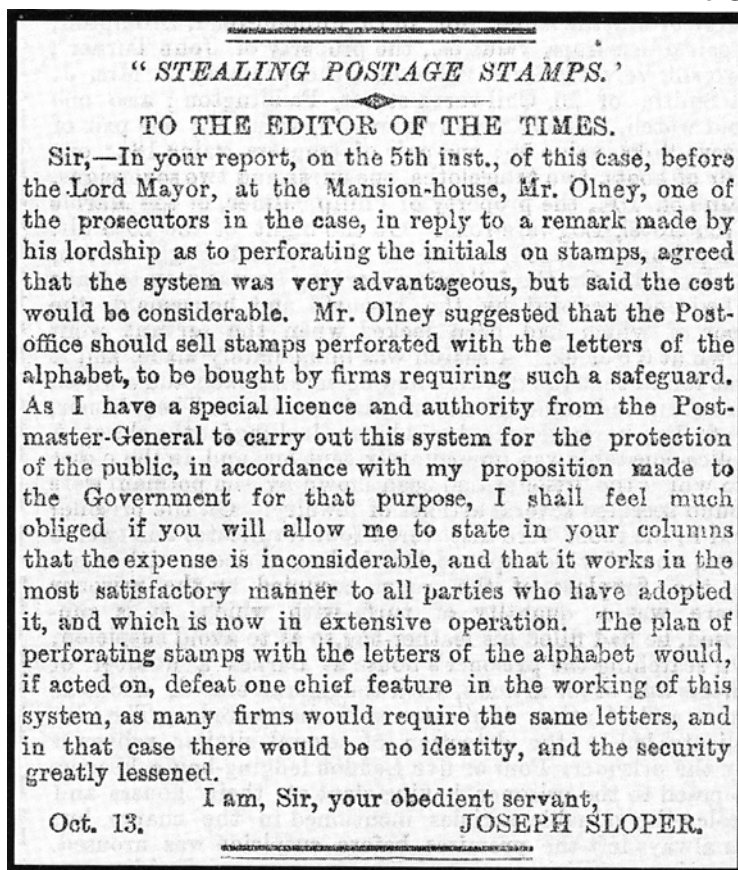 "STEALING POSTAGE STAMPS.'
TO THE EDITOR OF THE TIMES.
Sir,—In your report, on the 5th inst., of this case, before
the Lord Mayor, at the Mansion-house, Mr. Olney, one of
the prosecutors in the case, in reply to a remark made by
his lordship as to perforating the initials on stamps, agreed
that the system was very advantageous, but said the cost
would be considerable. Mr. Olney suggested that the Post-
office should sell stamps perforated with the letters of the
alphabet, to be bought by firms requiring such a safeguard.
As I have a special licence and authority from the Post-
master-General to carry out this system for the protection
of the public, in accordance with my proposition made to
the Government for that purpose, I shall feel much
obliged if you will allow me to state in your columns
that the expense is inconsiderable, and that it works in the
most satisfactory manner to all parties who have adopted
it, and which is now in extensive operation. The plan of
perforating stamps with the letters of the alphabet would,
if acted on, defeat one chief feature in the working of this
system, as many firms would require the same letters, and
in that case there would be no identity, and the security
greatly lessened.
I am, Sir, your obedient servant,
Oct. 13. JOSEPH SLOPER.